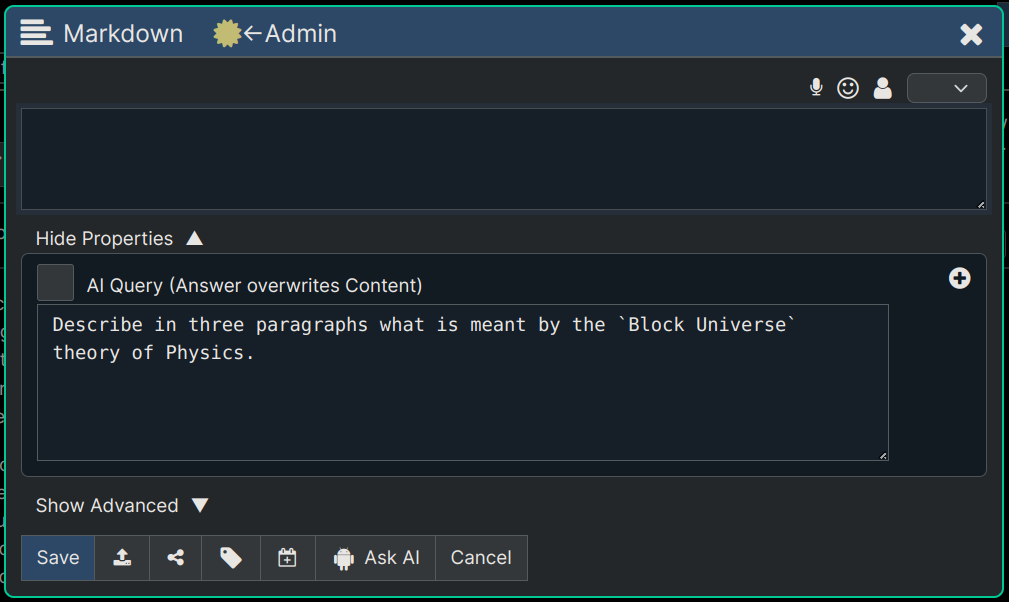 Markdown ←Admin
Hide Properties ▲
AI Query (Answer overwrites Content)
Describe in three paragraphs what is meant by the `Block Universe`
theory of Physics.
Show Advanced ▼
Save Ask AI Cancel